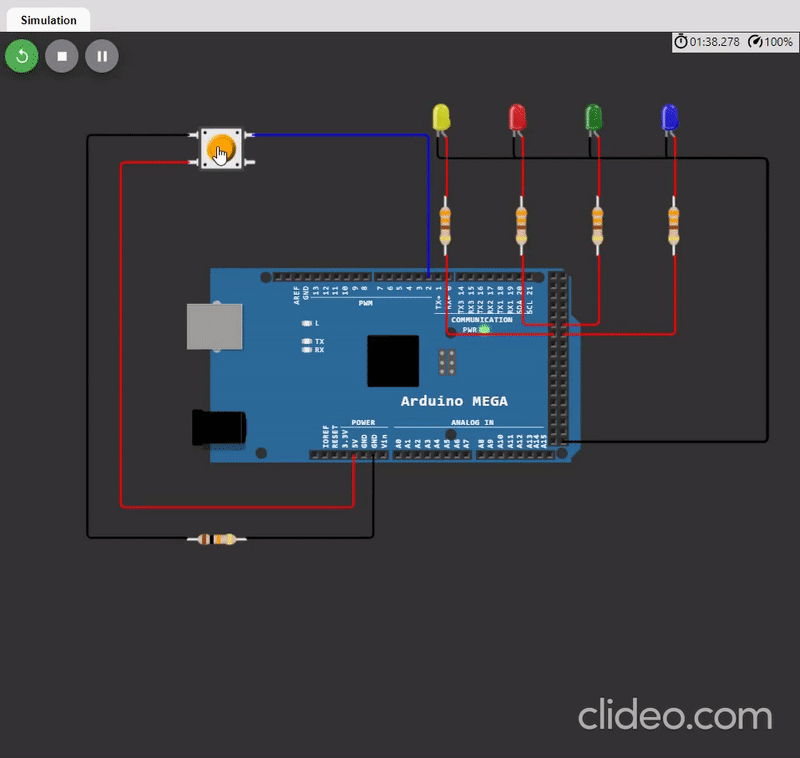 Simulation
01:38.278 100%
AREF
GND
13
12
11
10
9
8
7
6
5
4
3
2
1
TX3 14
RX3 15
TX2 16
RX2 17
TX1 18
RX1 19
SDA 20
SCL 21
PWM
COMMUNICATION
PWR
L
TX
RX
Arduino MEGA
POWER
ANALOG IN
IOREF
RESET
3.3V
5V
GND
GND
Vin
A0
A1
A2
A3
A4
A5
A6
A7
A8
A9
A10
A11
A12
A13
A14
A15
clideo.com